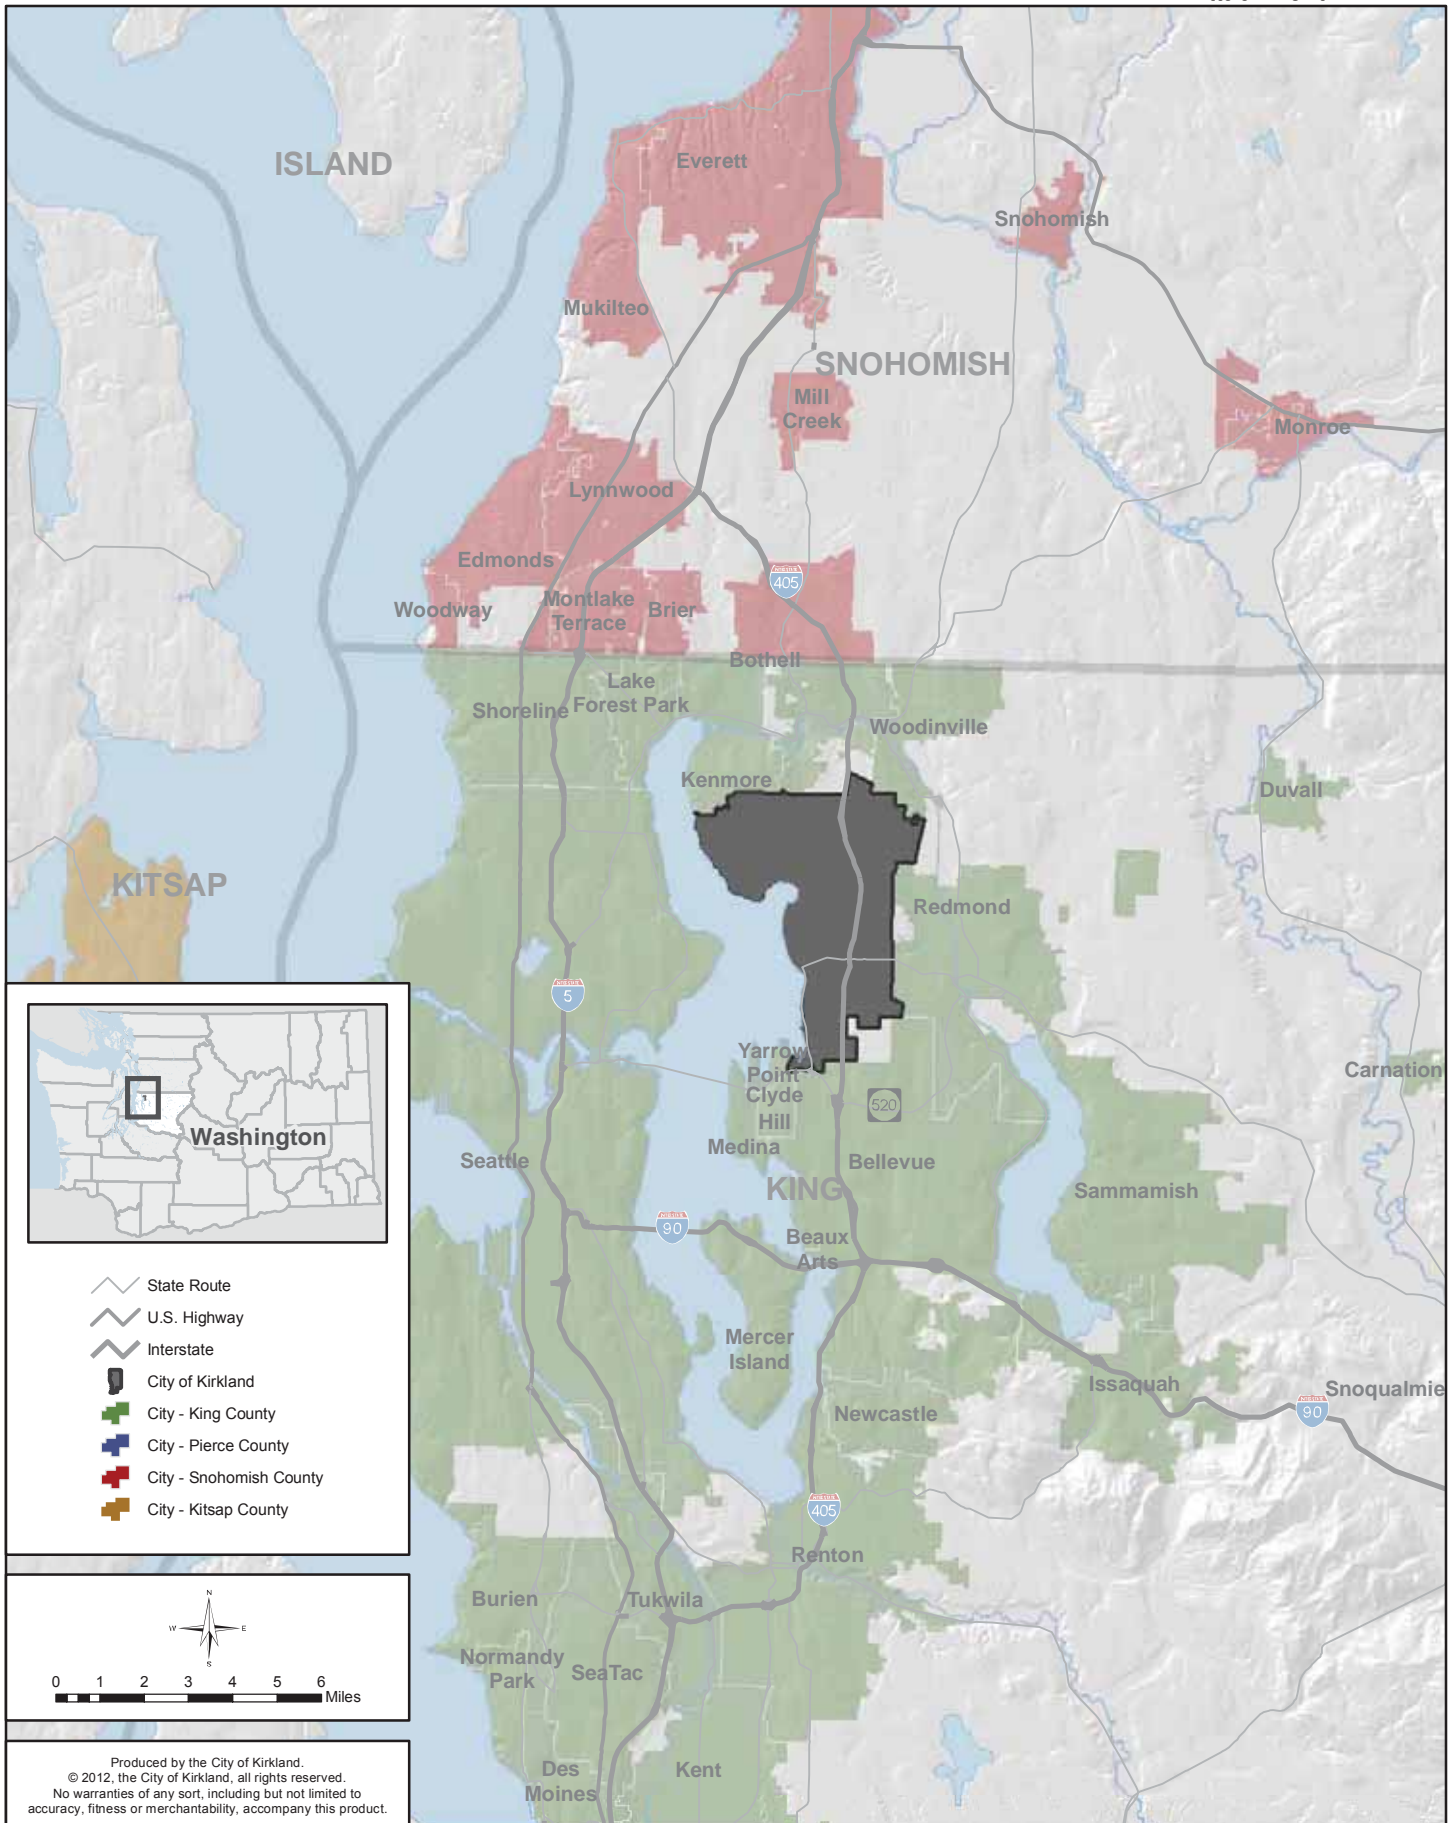 ISLAND
Everett
Snohomish
Mukilteo
SNOHOMISH
Mill
Creek
Monroe
Lynnwood
Edmonds
405
Woodway
Montlake
Terrace
Brier
Bothell
Lake
Forest Park
Shoreline
Woodinville
Kenmore
Duvall
KITSAP
Redmond
5
Yarrow
Point
Clyde
Hill
Carnation
520
Medina
Seattle
Bellevue
KING
Sammamish
90
Beaux
Arts
Mercer
Island
Issaquah
Snoqualmie
90
Newcastle
405
Renton
Burien
Tukwila
Normandy
Park
SeaTac
Des
Moines
Kent
Washington
State Route
U.S. Highway
Interstate
City of Kirkland
City - King County
City - Pierce County
City - Snohomish County
City - Kitsap County
N
W E
S
0 1 2 3 4 5 6
Miles
Produced by the City of Kirkland.
© 2012, the City of Kirkland, all rights reserved.
No warranties of any sort, including but not limited to
accuracy, fitness or merchantability, accompany this product.